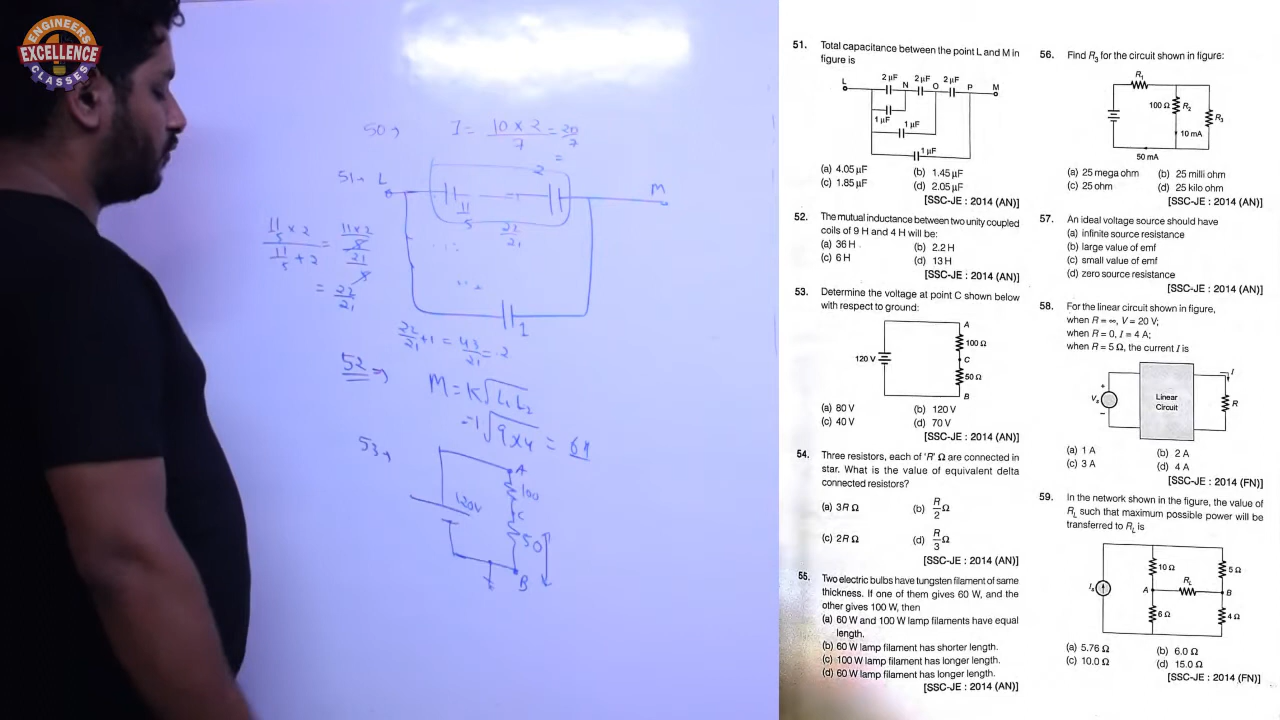 ENGINEERS
EXCELLENCE
CLASSES
50→ I = 10 × 2 / 7 = 20/7
=
51→ L
2
M
11/5
22/21
11/5 × 2 / 11/5 + 2 = 11×2/5 / 21/5
= 22/21
1
22/21 + 1 = 43/21 = 2
52 ⇒ M = K√L1L2
= 1√9×4 = 6H
53→
A
100
120V
C
50
B
51. Total capacitance between the point L and M in
figure is
2 μF 2 μF 2 μF
L N O P M
1 μF
1 μF
1 μF
(a) 4.05 μF (b) 1.45 μF
(c) 1.85 μF (d) 2.05 μF
[SSC-JE : 2014 (AN)]
52. The mutual inductance between two unity coupled
coils of 9 H and 4 H will be:
(a) 36 H (b) 2.2 H
(c) 6 H (d) 13 H
[SSC-JE : 2014 (AN)]
53. Determine the voltage at point C shown below
with respect to ground:
A
100 Ω
120 V C
50 Ω
B
(a) 80 V (b) 120 V
(c) 40 V (d) 70 V
[SSC-JE : 2014 (AN)]
54. Three resistors, each of 'R' Ω are connected in
star. What is the value of equivalent delta
connected resistors?
(a) 3R Ω (b) R/2 Ω
(c) 2R Ω (d) R/3 Ω
[SSC-JE : 2014 (AN)]
55. Two electric bulbs have tungsten filament of same
thickness. If one of them gives 60 W, and the
other gives 100 W, then
(a) 60 W and 100 W lamp filaments have equal
length.
(b) 60 W lamp filament has shorter length.
(c) 100 W lamp filament has longer length.
(d) 60 W lamp filament has longer length.
[SSC-JE : 2014 (AN)]
56. Find R3 for the circuit shown in figure:
R1
100 Ω R2 R3
10 mA
50 mA
(a) 25 mega ohm (b) 25 milli ohm
(c) 25 ohm (d) 25 kilo ohm
[SSC-JE : 2014 (AN)]
57. An ideal voltage source should have
(a) infinite source resistance
(b) large value of emf
(c) small value of emf
(d) zero source resistance
[SSC-JE : 2014 (AN)]
58. For the linear circuit shown in figure,
when R = ∞, V = 20 V;
when R = 0, I = 4 A;
when R = 5 Ω, the current I is
I
+
Vs Linear R
Circuit
−
(a) 1 A (b) 2 A
(c) 3 A (d) 4 A
[SSC-JE : 2014 (FN)]
59. In the network shown in the figure, the value of
RL such that maximum possible power will be
transferred to RL is
10 Ω 5 Ω
RL
Is A B
6 Ω 4 Ω
(a) 5.76 Ω (b) 6.0 Ω
(c) 10.0 Ω (d) 15.0 Ω
[SSC-JE : 2014 (FN)]